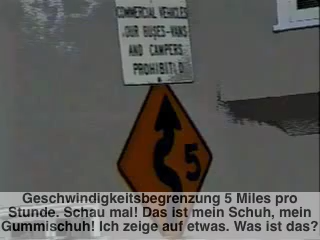 COMMERCIAL VEHICLES
OUR BUSES-VANS
AND CAMPERS
PROHIBITED
5
Geschwindigkeitsbegrenzung 5 Miles pro
Stunde. Schau mal! Das ist mein Schuh, mein
Gummischuh! Ich zeige auf etwas. Was ist das?